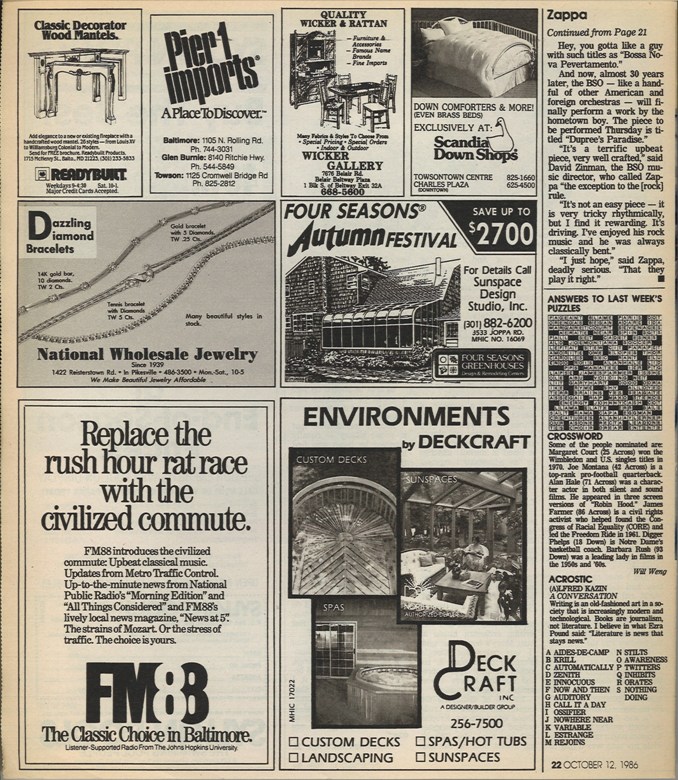 Classic Decorator
Wood Mantels.
Add elegance to a new or existing fireplace with a
handcrafted wood mantel. 28 styles — from Louis XV
to Williamsburg Colonial to Modern.
Send for FREE brochure. Readybuilt Products,
1715 McHenry St., Balto., MD 21223. (301) 233-5833
READYBUILT.
Weekdays 9-4:30 Sat. 10-1.
Major Credit Cards Accepted.
Pier 1
imports®
A Place To Discover.™
Baltimore: 1105 N. Rolling Rd.
Ph. 744-3031
Glen Burnie: 8140 Ritchie Hwy.
Ph. 544-5849
Towson: 1125 Cromwell Bridge Rd
Ph. 825-2812
QUALITY
WICKER & RATTAN
– Furniture &
Accessories
– Famous Name
Brands
– Fine Imports
Many Fabrics & Styles To Choose From
• Special Pricing • Special Orders
• Indoor & Outdoor
WICKER
GALLERY
7676 Belair Rd.
Belair Beltway Plaza
1 Blk S. of Beltway Exit 32A
668-5600
DOWN COMFORTERS & MORE!
(EVEN BRASS BEDS)
EXCLUSIVELY AT:
Scandia
Down Shops
TOWSONTOWN CENTRE 825-1660
CHARLES PLAZA 625-4500
(DOWNTOWN)
Dazzling
Diamond
Bracelets
Gold bracelet
with 5 Diamonds,
TW .25 Cts.
14K gold bar,
10 diamonds.
TW 2 Cts.
Tennis bracelet
with Diamonds
TW 5 Cts.
Many beautiful styles in
stock.
National Wholesale Jewelry
Since 1939
1422 Reisterstown Rd. • In Pikesville • 486-3500 • Mon.-Sat., 10-5
We Make Beautiful Jewelry Affordable
FOUR SEASONS®
Autumn FESTIVAL
SAVE UP TO
$2700
For Details Call
Sunspace
Design
Studio, Inc.
(301) 882-6200
3533 JOPPA RD.
MHIC NO. 16069
FOUR SEASONS
GREENHOUSES
Design & Remodeling Centers
Replace the
rush hour rat race
with the
civilized commute.
FM88 introduces the civilized
commute: Upbeat classical music.
Updates from Metro Traffic Control.
Up-to-the-minute news from National
Public Radio's "Morning Edition" and
"All Things Considered" and FM88's
lively local news magazine, "News at 5."
The strains of Mozart. Or the stress of
traffic. The choice is yours.
FM88
The Classic Choice in Baltimore.
Listener-Supported Radio From The Johns Hopkins University.
ENVIRONMENTS
by DECKCRAFT
CUSTOM DECKS
SUNSPACES
SPAS
MHIC 17022
DECK
CRAFT
INC
A DESIGNER/BUILDER GROUP
256-7500
CUSTOM DECKS
SPAS/HOT TUBS
LANDSCAPING
SUNSPACES
Zappa
Continued from Page 21
Hey, you gotta like a guy
with such titles as "Bossa No-
va Pevertamento."
And now, almost 30 years
later, the BSO — like a hand-
ful of other American and
foreign orchestras — will fi-
nally perform a work by the
hometown boy. The piece to
be performed Thursday is ti-
tled "Dupree's Paradise."
"It's a terrific upbeat
piece, very well crafted," said
David Zinman, the BSO mu-
sic director, who called Zap-
pa "the exception to the [rock]
rule.
"It's not an easy piece — it
is very tricky rhythmically,
but I find it rewarding. It's
driving. I've enjoyed his rock
music and he was always
classically bent."
"I just hope," said Zappa,
deadly serious. "That they
play it right."
ANSWERS TO LAST WEEK'S
PUZZLES
CROSSWORD
Some of the people nominated are:
Margaret Court (25 Across) won the
Wimbledon and U.S. singles titles in
1970. Joe Montana (42 Across) is a
top-rank pro-football quarterback.
Alan Hale (71 Across) was a charac-
ter actor in both silent and sound
films. He appeared in three screen
versions of "Robin Hood." James
Farmer (86 Across) is a civil rights
activist who helped found the Con-
gress of Racial Equality (CORE) and
led the Freedom Ride in 1961. Digger
Phelps (18 Down) is Notre Dame's
basketball coach. Barbara Rush (93
Down) was a leading lady in films in
the 1950s and '60s.
Will Weng
ACROSTIC
(A)LFRED KAZIN
A CONVERSATION
Writing is an old-fashioned art in a so-
ciety that is increasingly modern and
technological. Books are journalism,
not literature. I believe in what Ezra
Pound said: "Literature is news that
stays news."
A AIDES-DE-CAMP
B KRILL
C AUTOMATICALLY
D ZENITH
E INNOCUOUS
F NOW AND THEN
G AUDITORY
H CALL IT A DAY
I OSSIFIER
J NOWHERE NEAR
K VARIABLE
L ESTRANGE
M REJOINS
N STILTS
O AWARENESS
P TWITTERS
Q INHIBITS
R ORATES
S NOTHING
DOING
22 OCTOBER 12, 1986